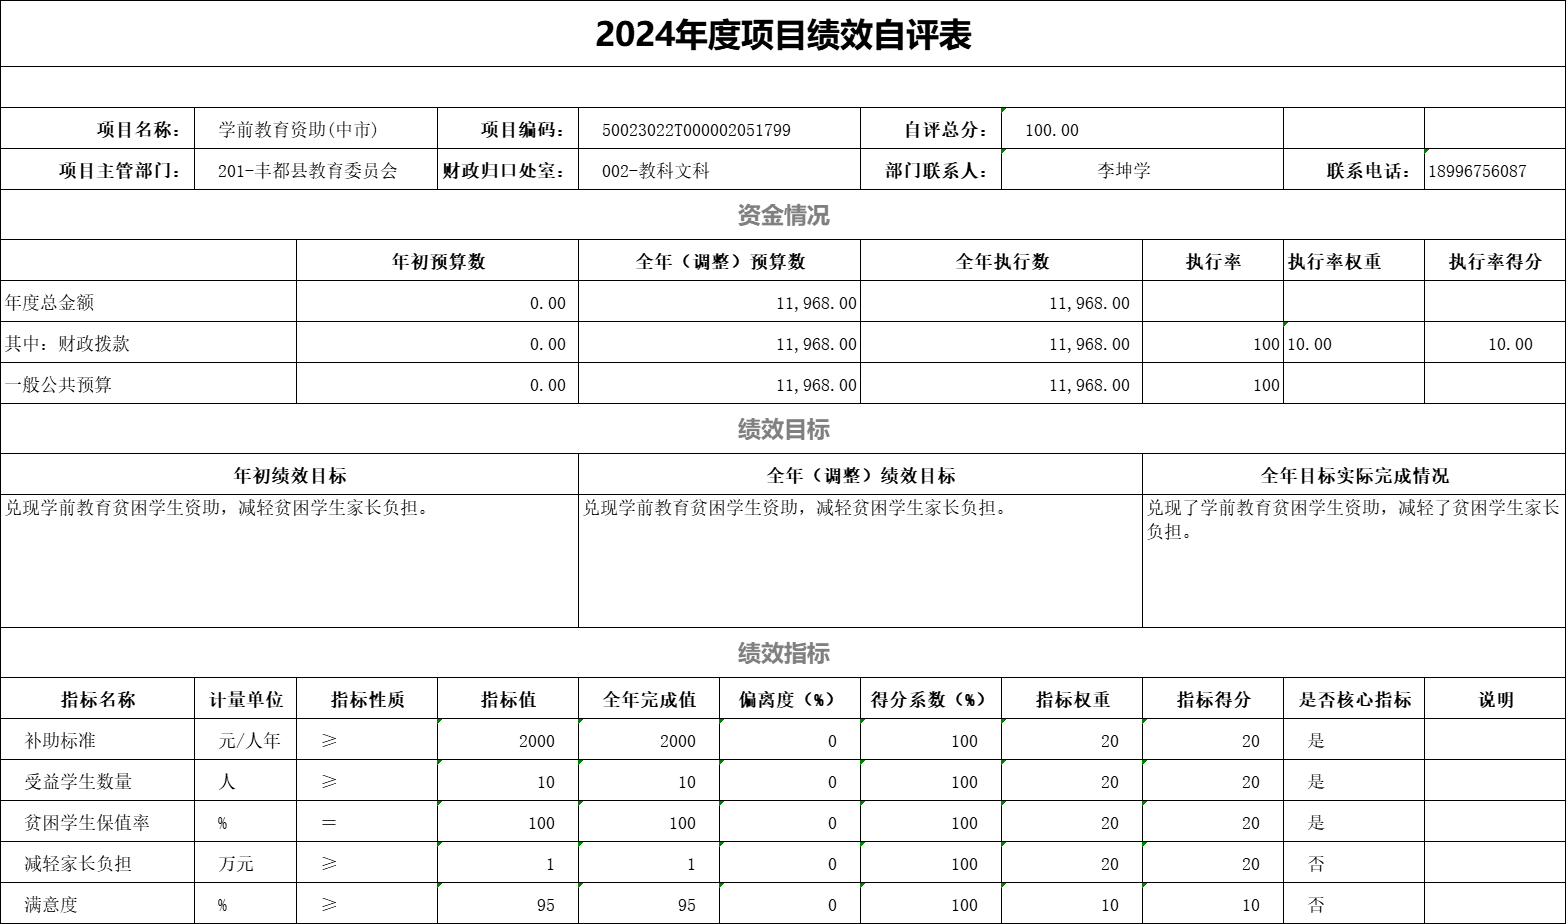 2024年度项目绩效自评表
项目名称： 学前教育资助(中市) 项目编码： 50023022T000002051799 自评总分： 100.00
项目主管部门： 201-丰都县教育委员会 财政归口处室： 002-教科文科 部门联系人： 李坤学 联系电话： 18996756087
资金情况
年初预算数 全年（调整）预算数 全年执行数 执行率 执行率权重 执行率得分
年度总金额 0.00 11,968.00 11,968.00
其中：财政拨款 0.00 11,968.00 11,968.00 100 10.00 10.00
一般公共预算 0.00 11,968.00 11,968.00 100
绩效目标
年初绩效目标 全年（调整）绩效目标 全年目标实际完成情况
兑现学前教育贫困学生资助，减轻贫困学生家长负担。 兑现学前教育贫困学生资助，减轻贫困学生家长负担。 兑现了学前教育贫困学生资助，减轻了贫困学生家长
负担。
绩效指标
指标名称 计量单位 指标性质 指标值 全年完成值 偏离度（%） 得分系数（%） 指标权重 指标得分 是否核心指标 说明
补助标准 元/人年 ≥ 2000 2000 0 100 20 20 是
受益学生数量 人 ≥ 10 10 0 100 20 20 是
贫困学生保值率 % ＝ 100 100 0 100 20 20 是
减轻家长负担 万元 ≥ 1 1 0 100 20 20 否
满意度 % ≥ 95 95 0 100 10 10 否